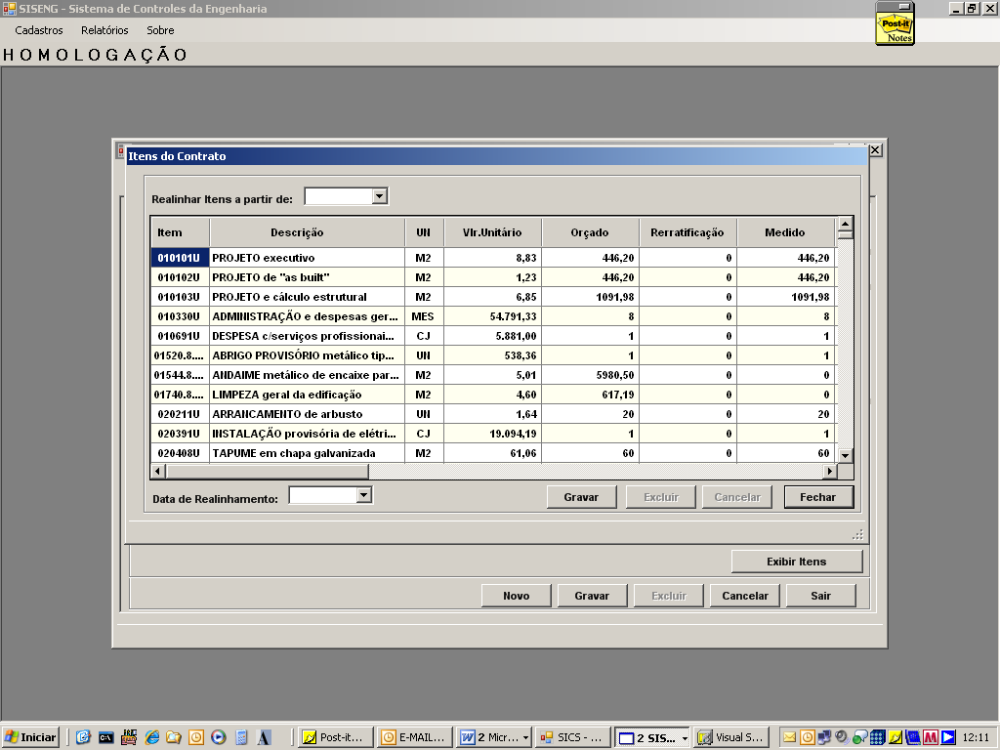 SISENG - Sistema de Controles da Engenharia
Cadastros Relatórios Sobre
Post-it Notes
HOMOLOGAÇÃO
Itens do Contrato
Realinhar Itens a partir de:
Item Descrição UN Vlr.Unitário Orçado Rerratificação Medido
010101U PROJETO executivo M2 8,83 446,20 0 446,20
010102U PROJETO de "as built" M2 1,23 446,20 0 446,20
010103U PROJETO e cálculo estrutural M2 6,85 1091,98 0 1091,98
010330U ADMINISTRAÇÃO e despesas ger... MES 54.791,33 8 0 8
010691U DESPESA c/serviços profissionai... CJ 5.881,00 1 0 1
01520.8.... ABRIGO PROVISÓRIO metálico tip... UN 538,36 1 0 1
01544.8.... ANDAIME metálico de encaixe par... M2 5,01 5980,50 0 0
01740.8.... LIMPEZA geral da edificação M2 4,60 617,19 0 0
020211U ARRANCAMENTO de arbusto UN 1,64 20 0 20
020391U INSTALAÇÃO provisória de elétri... CJ 19.094,19 1 0 1
020408U TAPUME em chapa galvanizada M2 61,06 60 0 60
Data de Realinhamento: Gravar Excluir Cancelar Fechar
Exibir Itens
Novo Gravar Excluir Cancelar Sair
Iniciar Post-it... E-MAIL... 2 Micr... SICS - ... 2 SIS... Visual S... 12:11